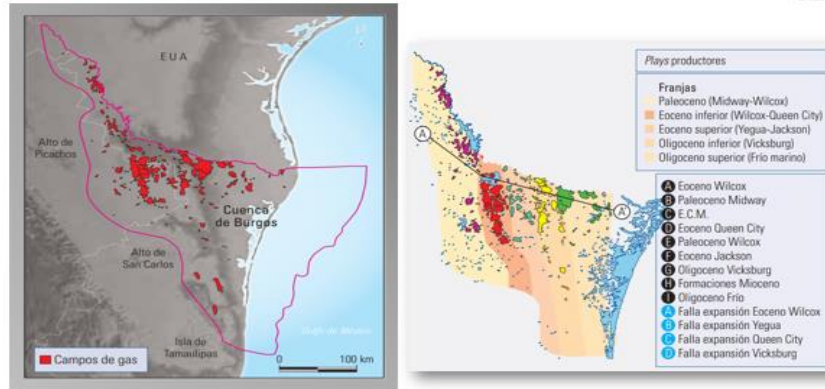 EUA
Alto de
Picachos
Cuenca
de Burgos
Alto de
San Carlos
Golfo de México
Isla de
Tamaulipas
Campos de gas
0 100 km
Plays productores
Franjas
Paleoceno (Midway-Wilcox)
Eoceno inferior (Wilcox-Queen City)
Eoceno superior (Yegua-Jackson)
Oligoceno inferior (Vicksburg)
Oligoceno superior (Frío marino)
A
A'
A Eoceno Wilcox
B Paleoceno Midway
C E.C.M.
D Eoceno Queen City
E Paleoceno Wilcox
F Eoceno Jackson
G Oligoceno Vicksburg
H Formaciones Mioceno
I Oligoceno Frío
A Falla expansión Eoceno Wilcox
B Falla expansión Yegua
C Falla expansión Queen City
D Falla expansión Vicksburg